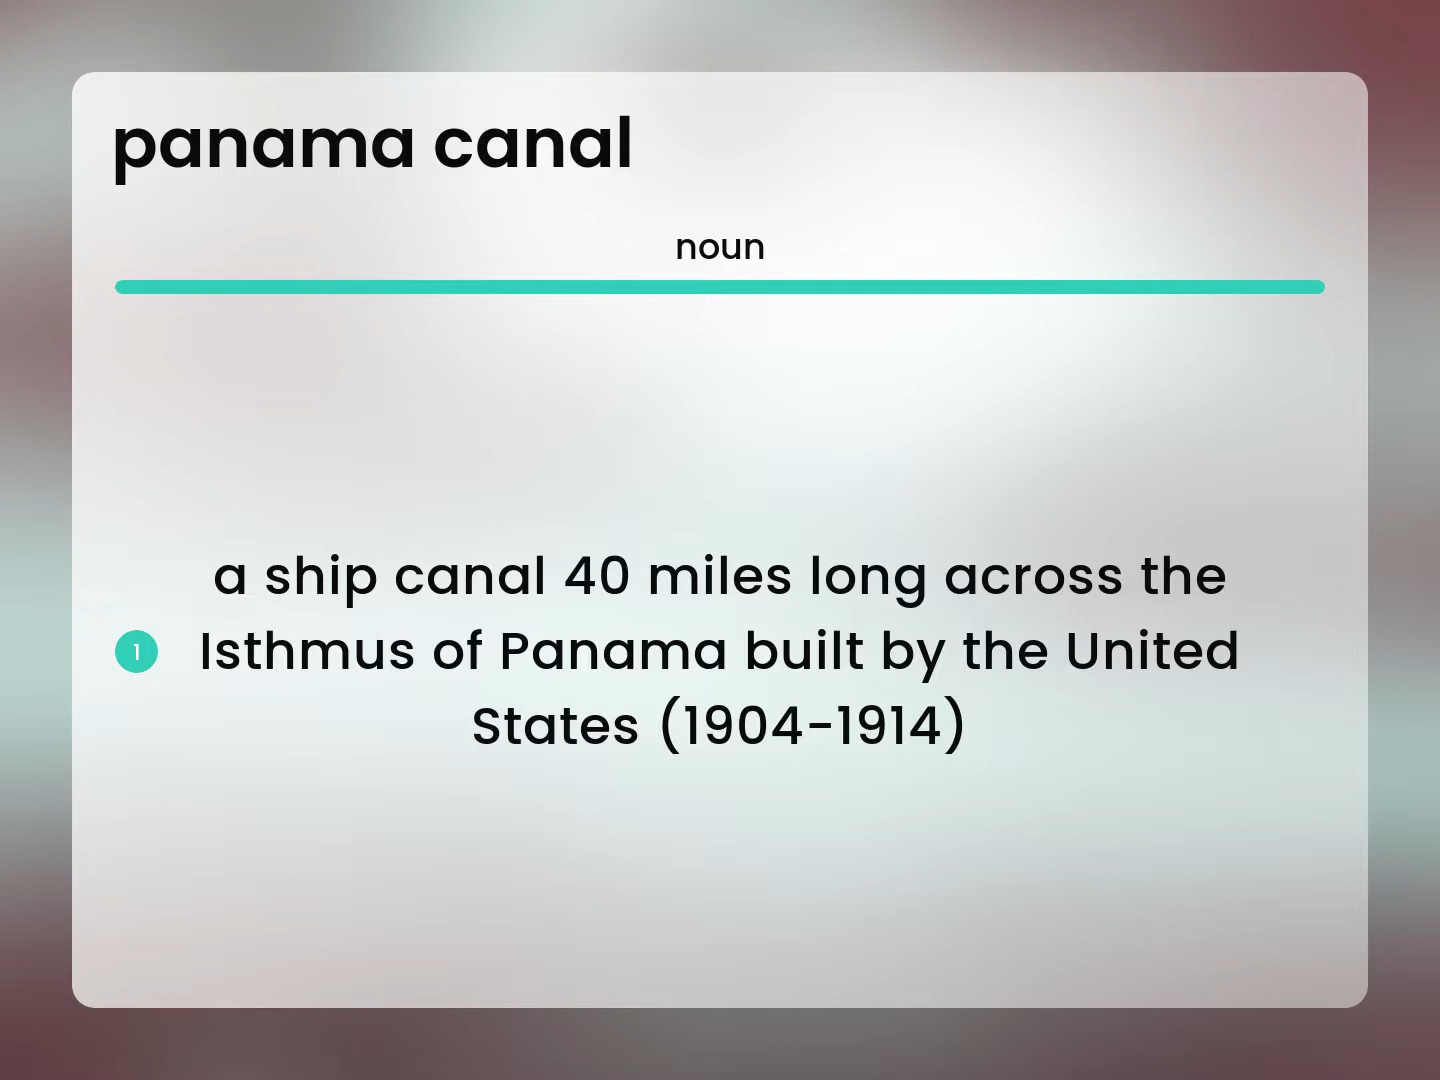 panama canal
noun
a ship canal 40 miles long across the
1 Isthmus of Panama built by the United
States (1904-1914)